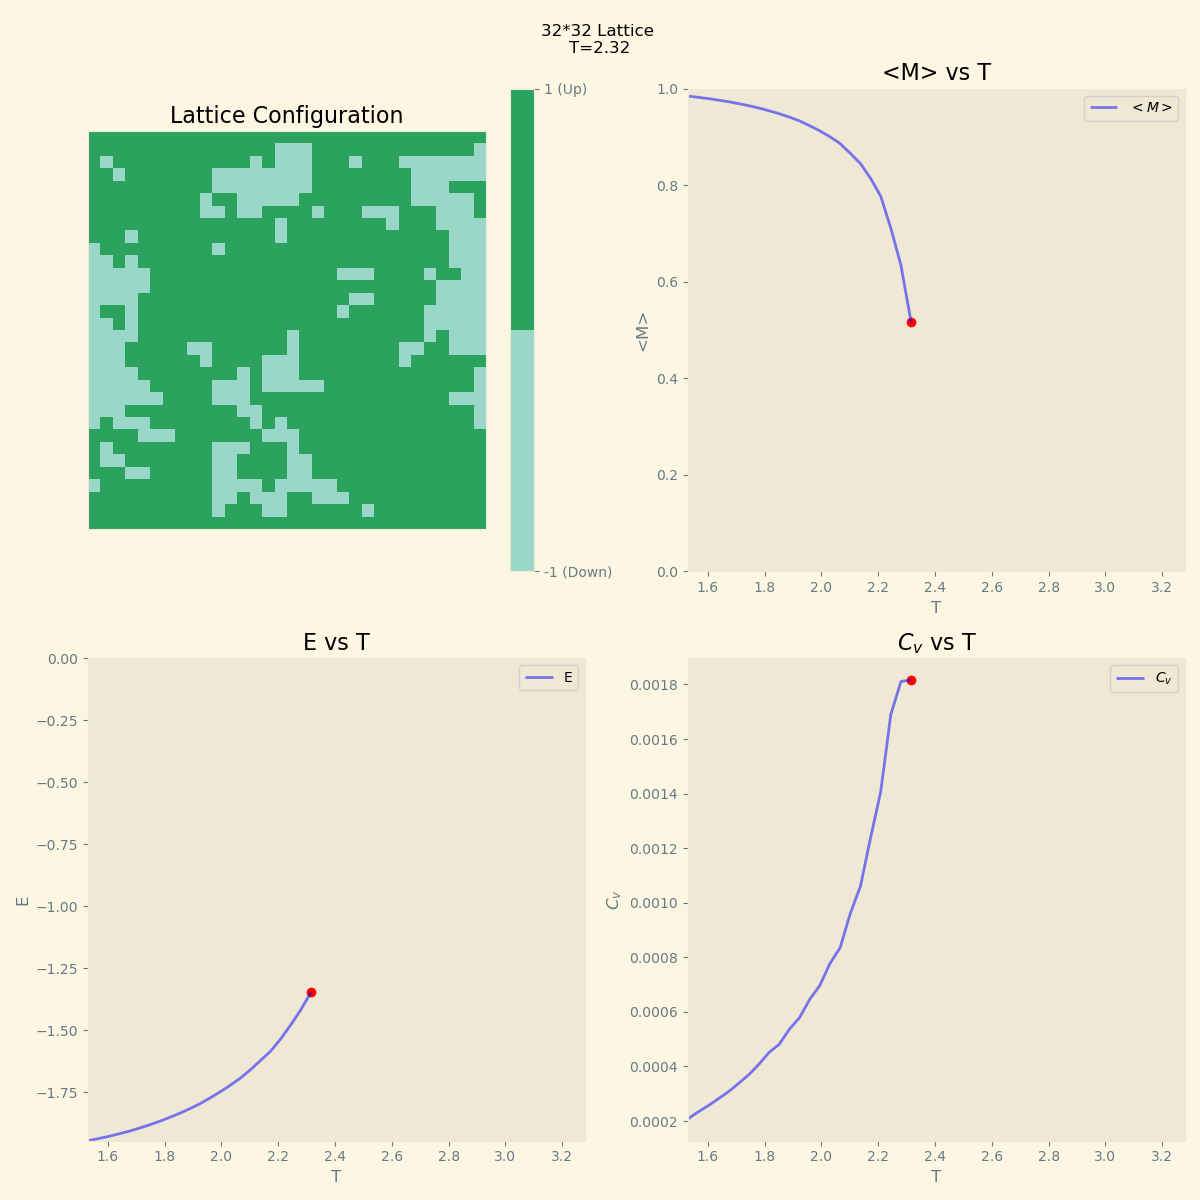 32*32 Lattice
T=2.32
Lattice Configuration
1 (Up)
-1 (Down)
<M> vs T
1.0
0.8
0.6
0.4
0.2
0.0
<M>
<M>
1.6 1.8 2.0 2.2 2.4 2.6 2.8 3.0 3.2
T
E vs T
0.00
−0.25
−0.50
−0.75
−1.00
−1.25
−1.50
−1.75
E
E
1.6 1.8 2.0 2.2 2.4 2.6 2.8 3.0 3.2
T
Cv vs T
0.0018
0.0016
0.0014
0.0012
0.0010
0.0008
0.0006
0.0004
0.0002
Cv
Cv
1.6 1.8 2.0 2.2 2.4 2.6 2.8 3.0 3.2
T